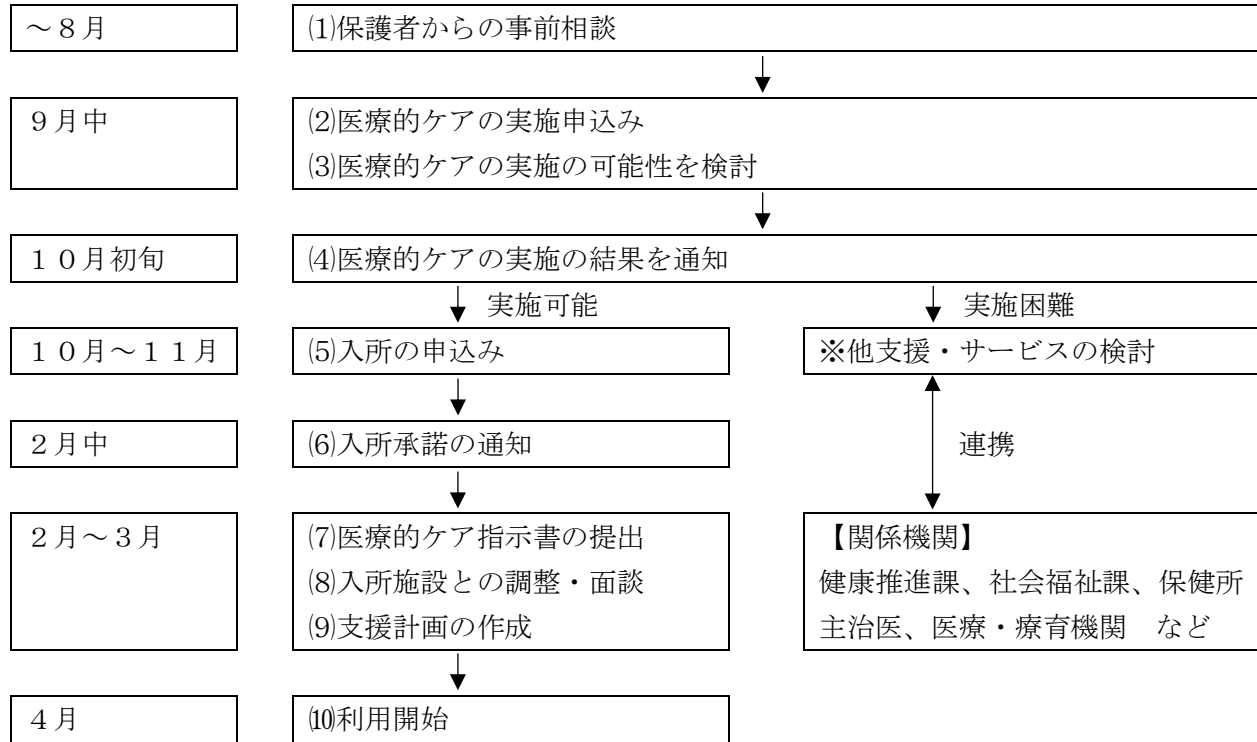 ～８月
⑴保護者からの事前相談
９月中
⑵医療的ケアの実施申込み
⑶医療的ケアの実施の可能性を検討
１０月初旬
⑷医療的ケアの実施の結果を通知
実施可能
実施困難
１０月～１１月
⑸入所の申込み
※他支援・サービスの検討
２月中
⑹入所承諾の通知
連携
２月～３月
⑺医療的ケア指示書の提出
⑻入所施設との調整・面談
⑼支援計画の作成
【関係機関】
健康推進課、社会福祉課、保健所
主治医、医療・療育機関　など
４月
⑽利用開始